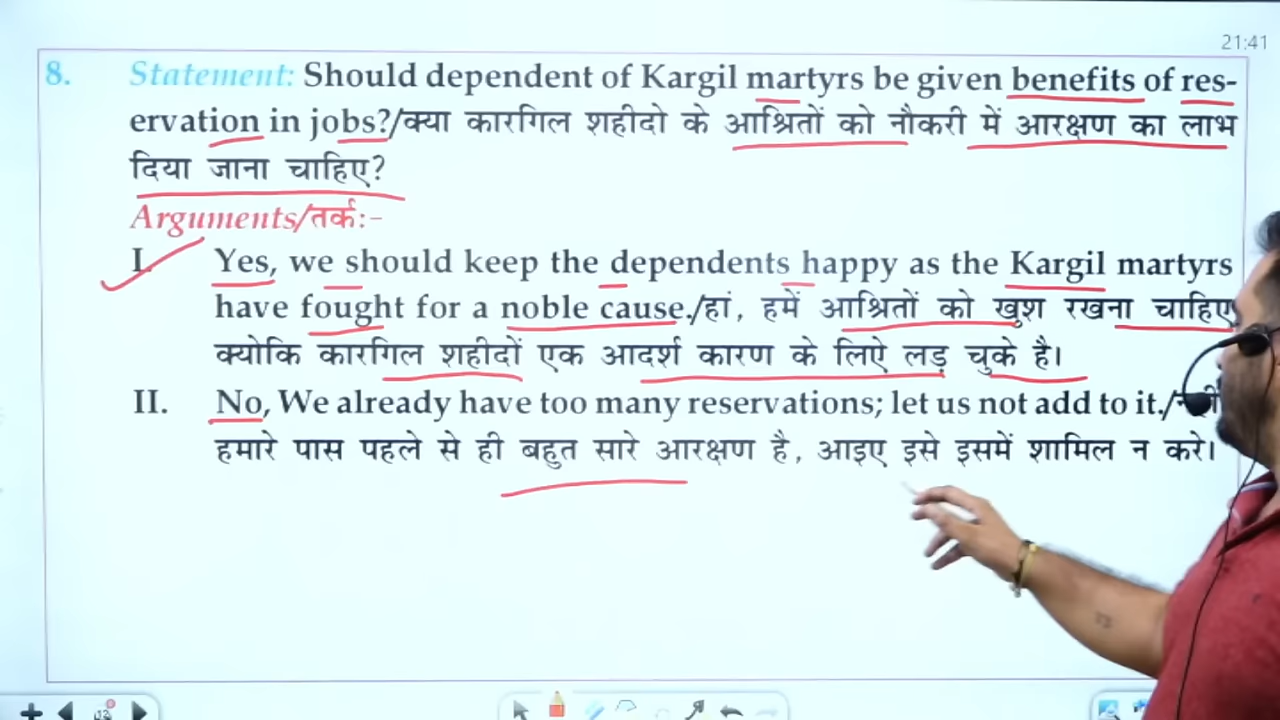 21:41
8. Statement: Should dependent of Kargil martyrs be given benefits of res-
ervation in jobs?/क्या कारगिल शहीदो के आश्रितों को नौकरी में आरक्षण का लाभ
दिया जाना चाहिए?
Arguments/तर्क:-
I. Yes, we should keep the dependents happy as the Kargil martyrs
have fought for a noble cause./हां, हमें आश्रितों को खुश रखना चाहिए
क्योकि कारगिल शहीदों एक आदर्श कारण के लिऐ लड़ चुके है।
II. No, We already have too many reservations; let us not add to it./
हमारे पास पहले से ही बहुत सारे आरक्षण है, आइए इसे इसमें शामिल न करे।